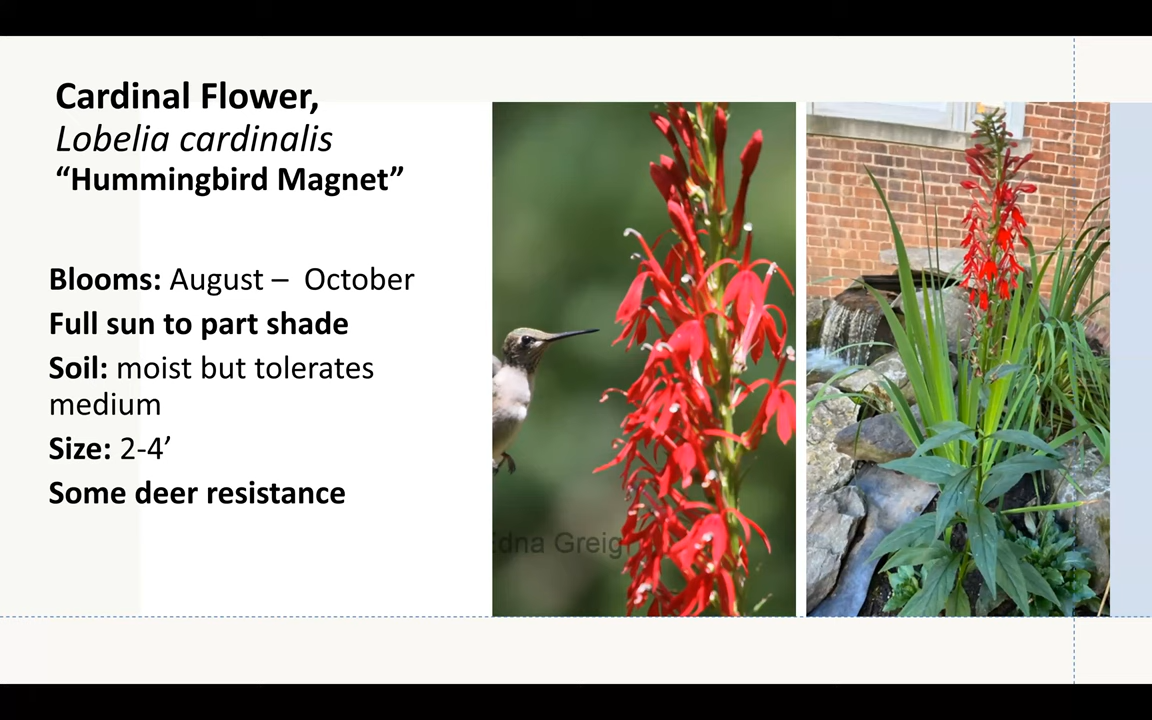 Cardinal Flower,
Lobelia cardinalis
“Hummingbird Magnet”
Blooms: August – October
Full sun to part shade
Soil: moist but tolerates
medium
Size: 2-4’
Some deer resistance
Edna Greig